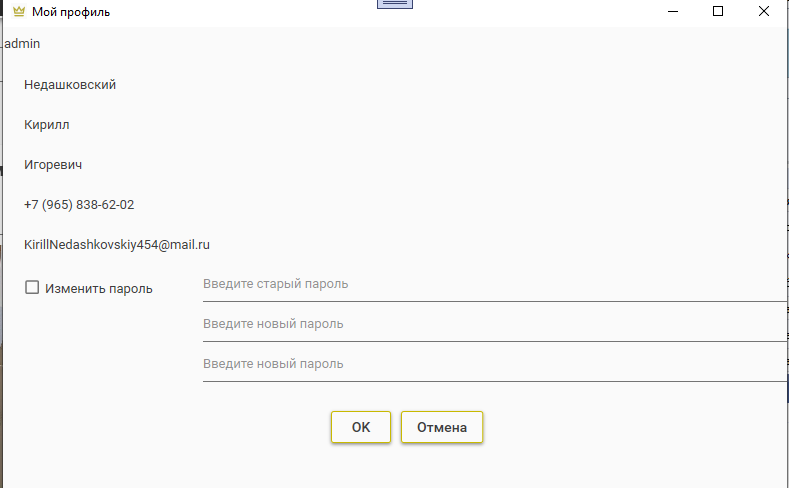 Мой профиль
admin
Недашковский
Кирилл
Игоревич
+7 (965) 838-62-02
KirillNedashkovskiy454@mail.ru
Изменить пароль
Введите старый пароль
Введите новый пароль
Введите новый пароль
OK
Отмена